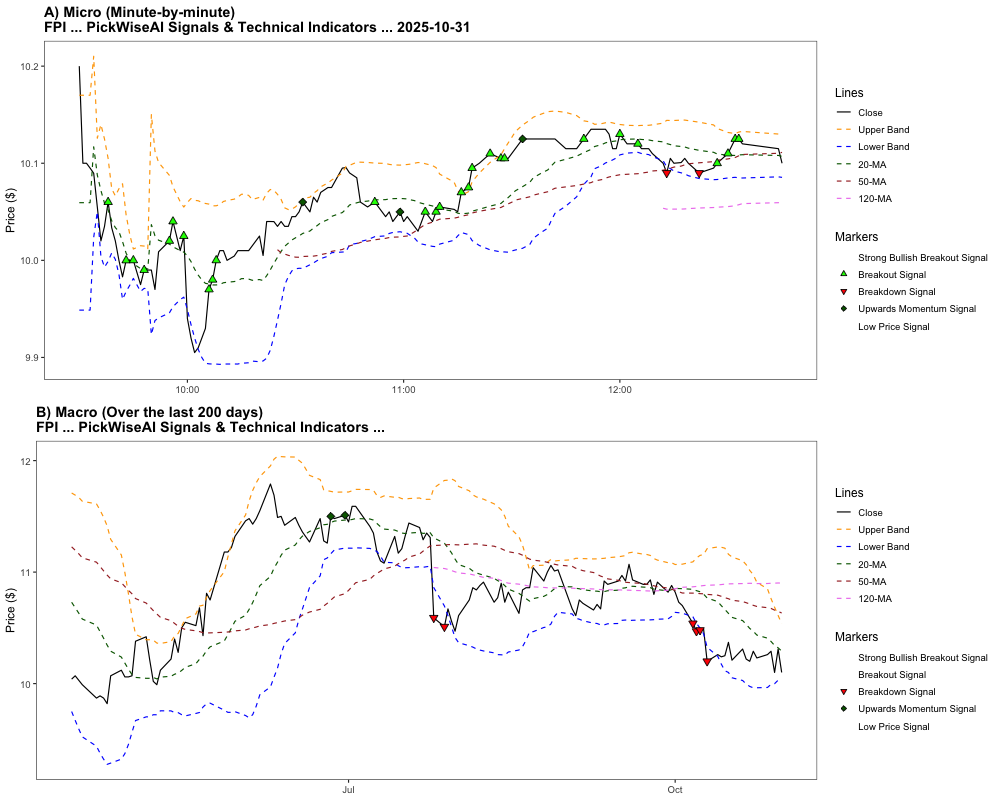 A) Micro (Minute-by-minute)
FPI ... PickWiseAI Signals & Technical Indicators ... 2025-10-31
Price ($)
10.2
10.1
10.0
9.9
10:00
11:00
12:00
Lines
Close
Upper Band
Lower Band
20-MA
50-MA
120-MA
Markers
Strong Bullish Breakout Signal
Breakout Signal
Breakdown Signal
Upwards Momentum Signal
Low Price Signal
B) Macro (Over the last 200 days)
FPI ... PickWiseAI Signals & Technical Indicators ...
Price ($)
12
11
10
Jul
Oct
Lines
Close
Upper Band
Lower Band
20-MA
50-MA
120-MA
Markers
Strong Bullish Breakout Signal
Breakout Signal
Breakdown Signal
Upwards Momentum Signal
Low Price Signal